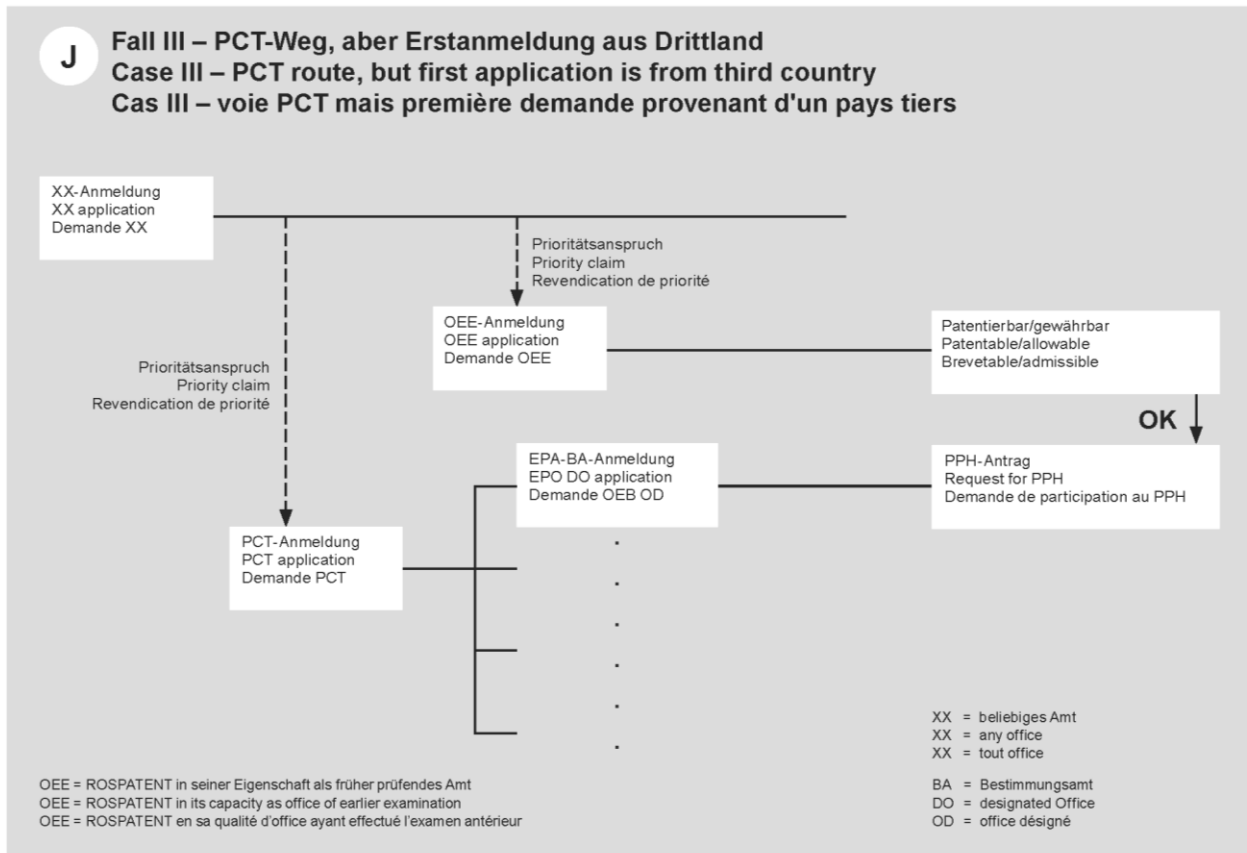 J
Fall III – PCT-Weg, aber Erstanmeldung aus Drittland
Case III – PCT route, but first application is from third country
Cas III – voie PCT mais première demande provenant d'un pays tiers
XX-Anmeldung
XX application
Demande XX
Prioritätsanspruch
Priority claim
Revendication de priorité
OEE-Anmeldung
OEE application
Demande OEE
Patentierbar/gewährbar
Patentable/allowable
Brevetable/admissible
Prioritätsanspruch
Priority claim
Revendication de priorité
OK
EPA-BA-Anmeldung
EPO DO application
Demande OEB OD
PPH-Antrag
Request for PPH
Demande de participation au PPH
PCT-Anmeldung
PCT application
Demande PCT
XX = beliebiges Amt
XX = any office
XX = tout office
OEE = ROSPATENT in seiner Eigenschaft als früher prüfendes Amt
OEE = ROSPATENT in its capacity as office of earlier examination
OEE = ROSPATENT en sa qualité d'office ayant effectué l'examen antérieur
BA = Bestimmungsamt
DO = designated Office
OD = office désigné